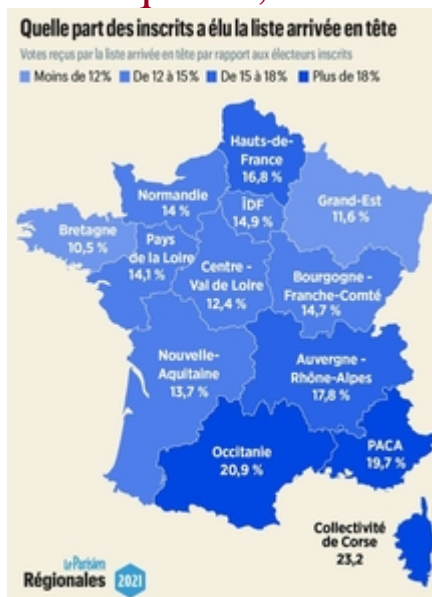 Quelle part des inscrits a élu la liste arrivée en tête
Votes reçus par la liste arrivée en tête par rapport aux électeurs inscrits
Moins de 12% De 12 à 15% De 15 à 18% Plus de 18%
Hauts-de-
France
16,8 %
Normandie
14 %
ÎDF
14,9 %
Grand-Est
11,6 %
Bretagne
10,5 %
Pays
de la Loire
14,1 %
Centre -
Val de Loire
12,4 %
Bourgogne -
Franche-Comté
14,7 %
Nouvelle-
Aquitaine
13,7 %
Auvergne -
Rhône-Alpes
17,8 %
Occitanie
20,9 %
PACA
19,7 %
Collectivité
de Corse
23,2
Le Parisien
Régionales 2021